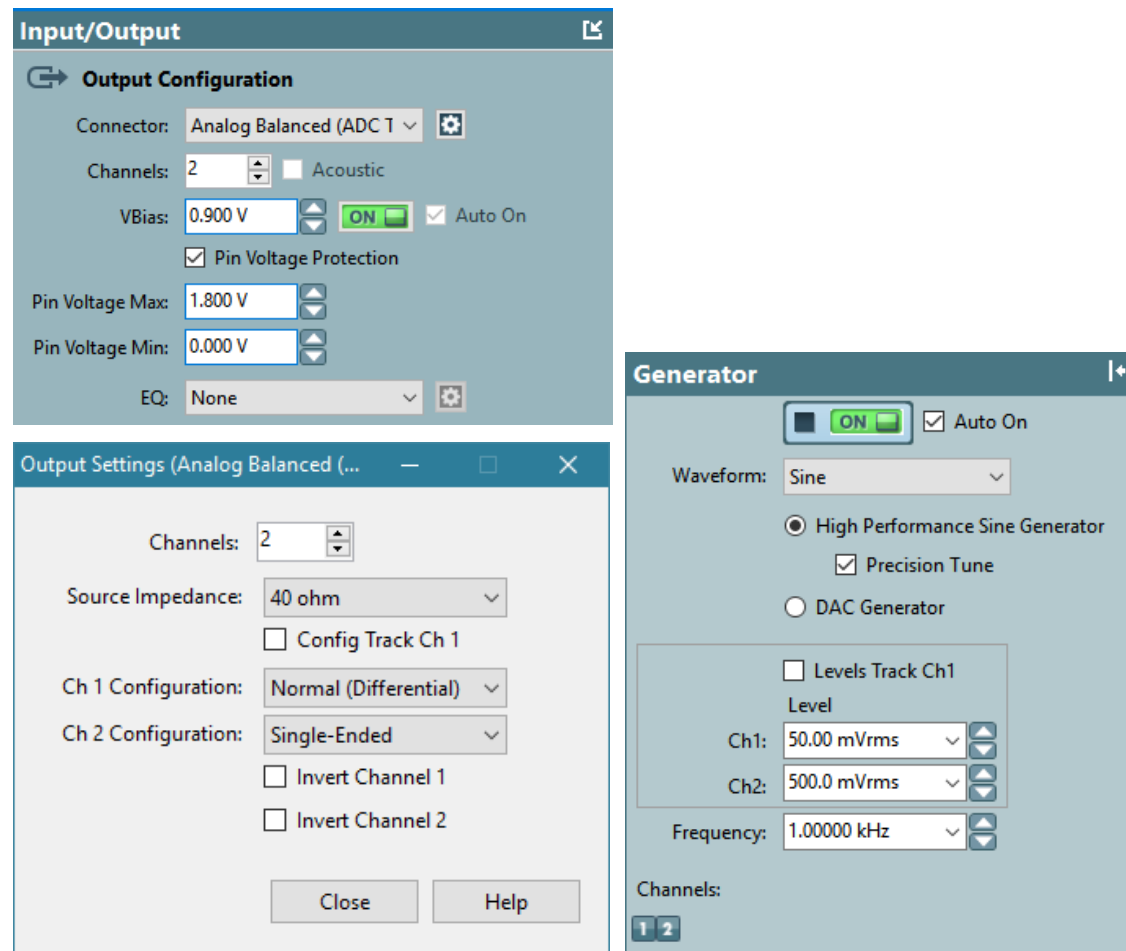 Input/Output
Output Configuration
Connector: Analog Balanced (ADC T
Channels: 2 Acoustic
VBias: 0.900 V ON Auto On
Pin Voltage Protection
Pin Voltage Max: 1.800 V
Pin Voltage Min: 0.000 V
EQ: None
Output Settings (Analog Balanced (...
Channels: 2
Source Impedance: 40 ohm
Config Track Ch 1
Ch 1 Configuration: Normal (Differential)
Ch 2 Configuration: Single-Ended
Invert Channel 1
Invert Channel 2
Close Help
Generator
ON Auto On
Waveform: Sine
High Performance Sine Generator
Precision Tune
DAC Generator
Levels Track Ch1
Level
Ch1: 50.00 mVrms
Ch2: 500.0 mVrms
Frequency: 1.00000 kHz
Channels:
1 2